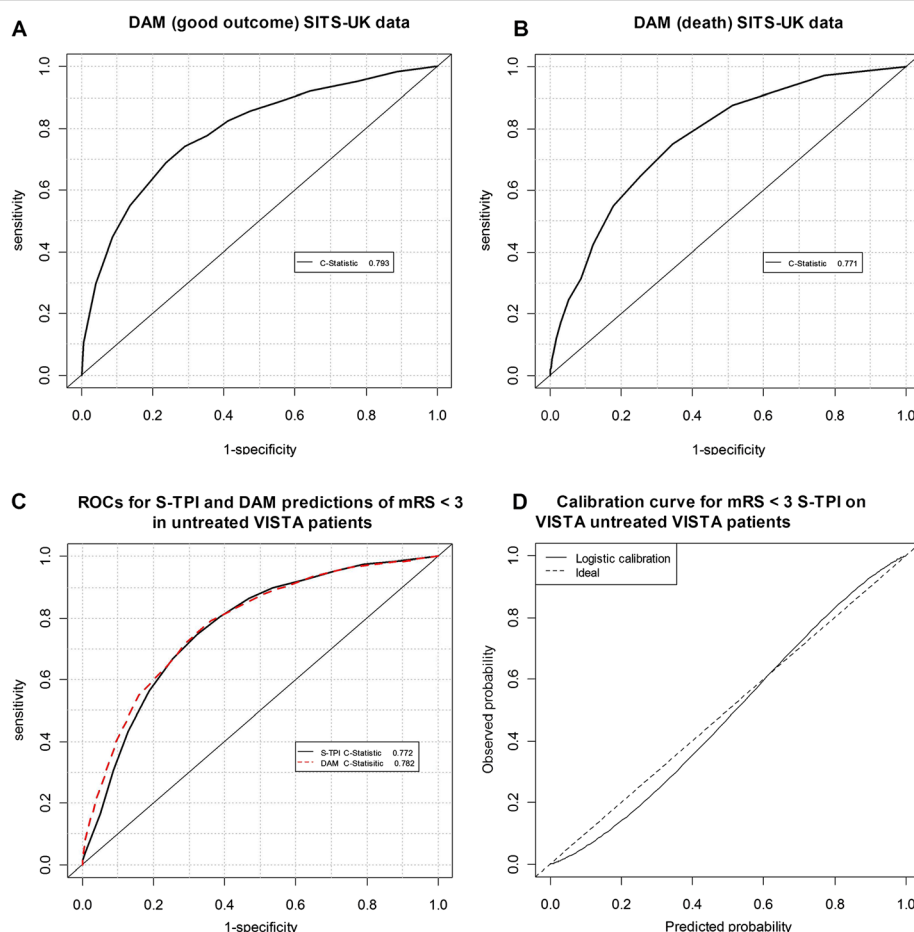 A
DAM (good outcome) SITS-UK data
sensitivity
1.0
0.8
0.6
0.4
0.2
0.0
C-Statistic 0.793
0.0 0.2 0.4 0.6 0.8 1.0
1-specificity
B
DAM (death) SITS-UK data
sensitivity
1.0
0.8
0.6
0.4
0.2
0.0
C-Statistic 0.771
0.0 0.2 0.4 0.6 0.8 1.0
1-specificity
C
ROCs for S-TPI and DAM predictions of mRS < 3
in untreated VISTA patients
sensitivity
1.0
0.8
0.6
0.4
0.2
0.0
S-TPI C-Statistic 0.772
DAM C-Statisitic 0.782
0.0 0.2 0.4 0.6 0.8 1.0
1-specificity
D
Calibration curve for mRS < 3 S-TPI on
VISTA untreated VISTA patients
Logistic calibration
Ideal
Observed probability
1.0
0.8
0.6
0.4
0.2
0.0
0.0 0.2 0.4 0.6 0.8 1.0
Predicted probability